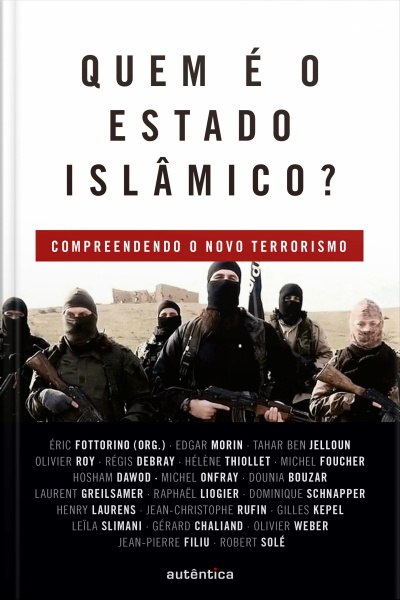 QUEM É O
ESTADO
ISLÂMICO?
COMPREENDENDO O NOVO TERRORISMO
ÉRIC FOTTORINO (ORG.) · EDGAR MORIN · TAHAR BEN JELLOUN
OLIVIER ROY · RÉGIS DEBRAY · HÉLÈNE THIOLLET · MICHEL FOUCHER
HOSHAM DAWOD · MICHEL ONFRAY · DOUNIA BOUZAR
LAURENT GREILSAMER · RAPHAËL LIOGIER · DOMINIQUE SCHNAPPER
HENRY LAURENS · JEAN-CHRISTOPHE RUFIN · GILLES KEPEL
LEÏLA SLIMANI · GÉRARD CHALIAND · OLIVIER WEBER
JEAN-PIERRE FILIU · ROBERT SOLÉ
autêntica